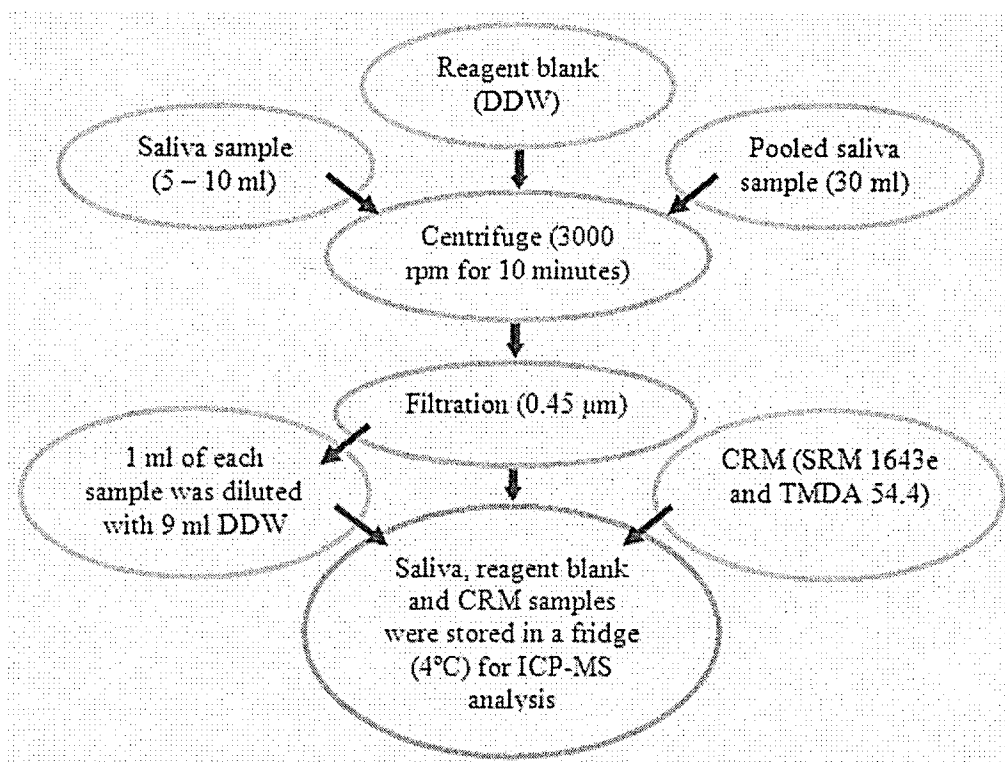 Reagent blank
(DDW)
Saliva sample
(5 – 10 ml)
Pooled saliva
sample (30 ml)
Centrifuge (3000
rpm for 10 minutes)
Filtration (0.45 μm)
1 ml of each
sample was diluted
with 9 ml DDW
CRM (SRM 1643e
and TMDA 54.4)
Saliva, reagent blank
and CRM samples
were stored in a fridge
(4ºC) for ICP-MS
analysis